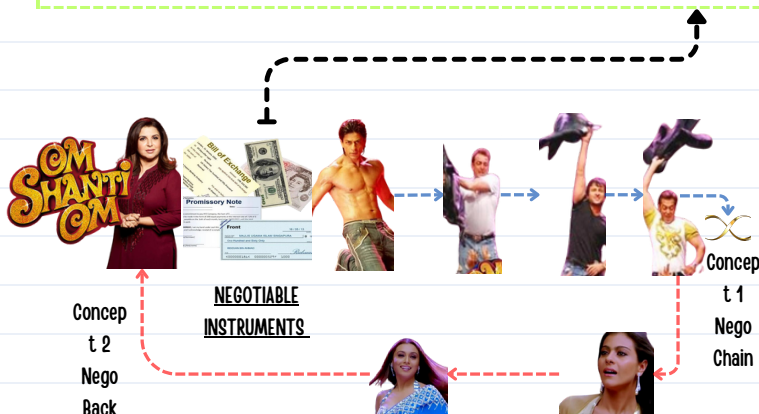 OM
SHANTI
OM
Bill of Exchange
Promissory Note
Front
NEGOTIABLE
INSTRUMENTS
Concep
t 1
Nego
Chain
Concep
t 2
Nego
Back